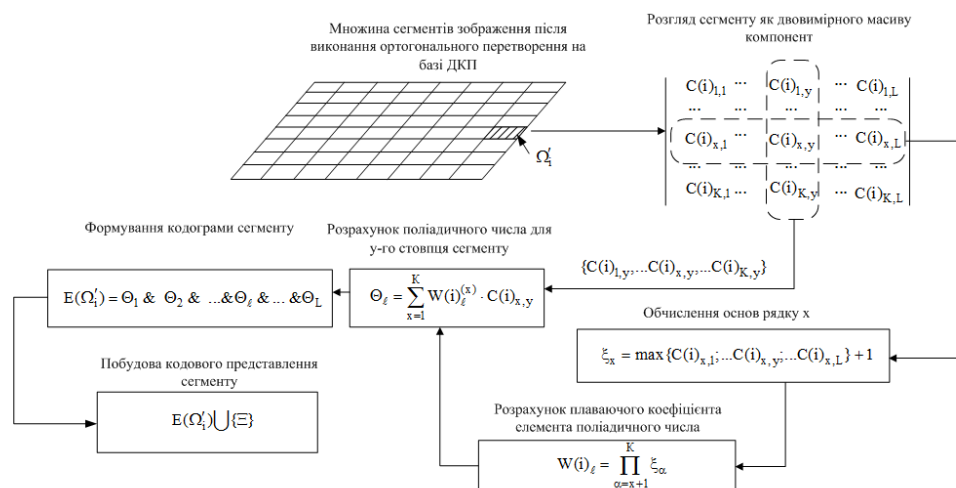 Множина сегментів зображення після
виконання ортогонального перетворення на
базі ДКП
Ω′i
Розгляд сегменту як двовимірного масиву
компонент
C(i)1,1 ... C(i)1,y ... C(i)1,L
... ... ... ... ...
C(i)x,1 ... C(i)x,y ... C(i)x,L
... ... ... ... ...
C(i)K,1 ... C(i)K,y ... C(i)K,L
Формування кодограми сегменту
E(Ω′i) = Θ1 & Θ2 & ...&Θℓ & ... &ΘL
Розрахунок поліадичного числа для
y-го стовпця сегменту
Θℓ = ∑ x=1 K W(i)ℓ(x) · C(i)x,y
{C(i)1,y,...C(i)x,y,...C(i)K,y}
Обчислення основ рядку x
ξx = max {C(i)x,1;...C(i)x,y;...C(i)x,L} + 1
Побудова кодового представлення
сегменту
E(Ω′i)⋃{Ξ}
Розрахунок плаваючого коефіцієнта
елемента поліадичного числа
W(i)ℓ = ∏ α=x+1 K ξα